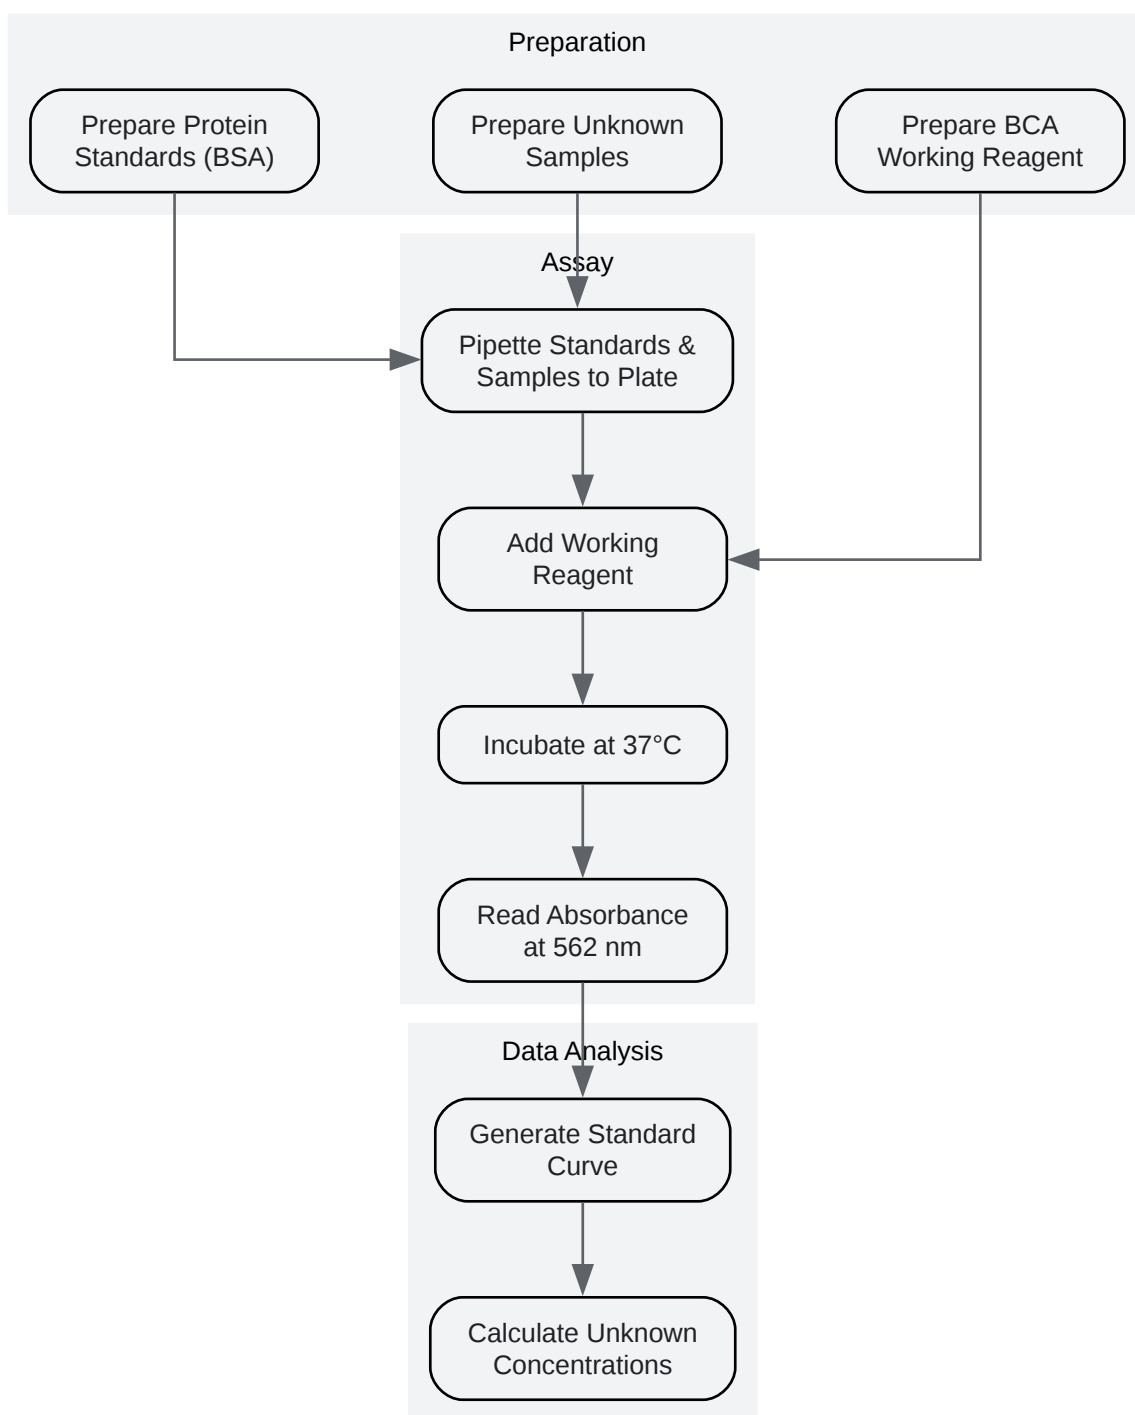 Preparation
Prepare Protein
Standards (BSA)
Prepare Unknown
Samples
Prepare BCA
Working Reagent
Assay
Pipette Standards &
Samples to Plate
Add Working
Reagent
Incubate at 37°C
Read Absorbance
at 562 nm
Data Analysis
Generate Standard
Curve
Calculate Unknown
Concentrations